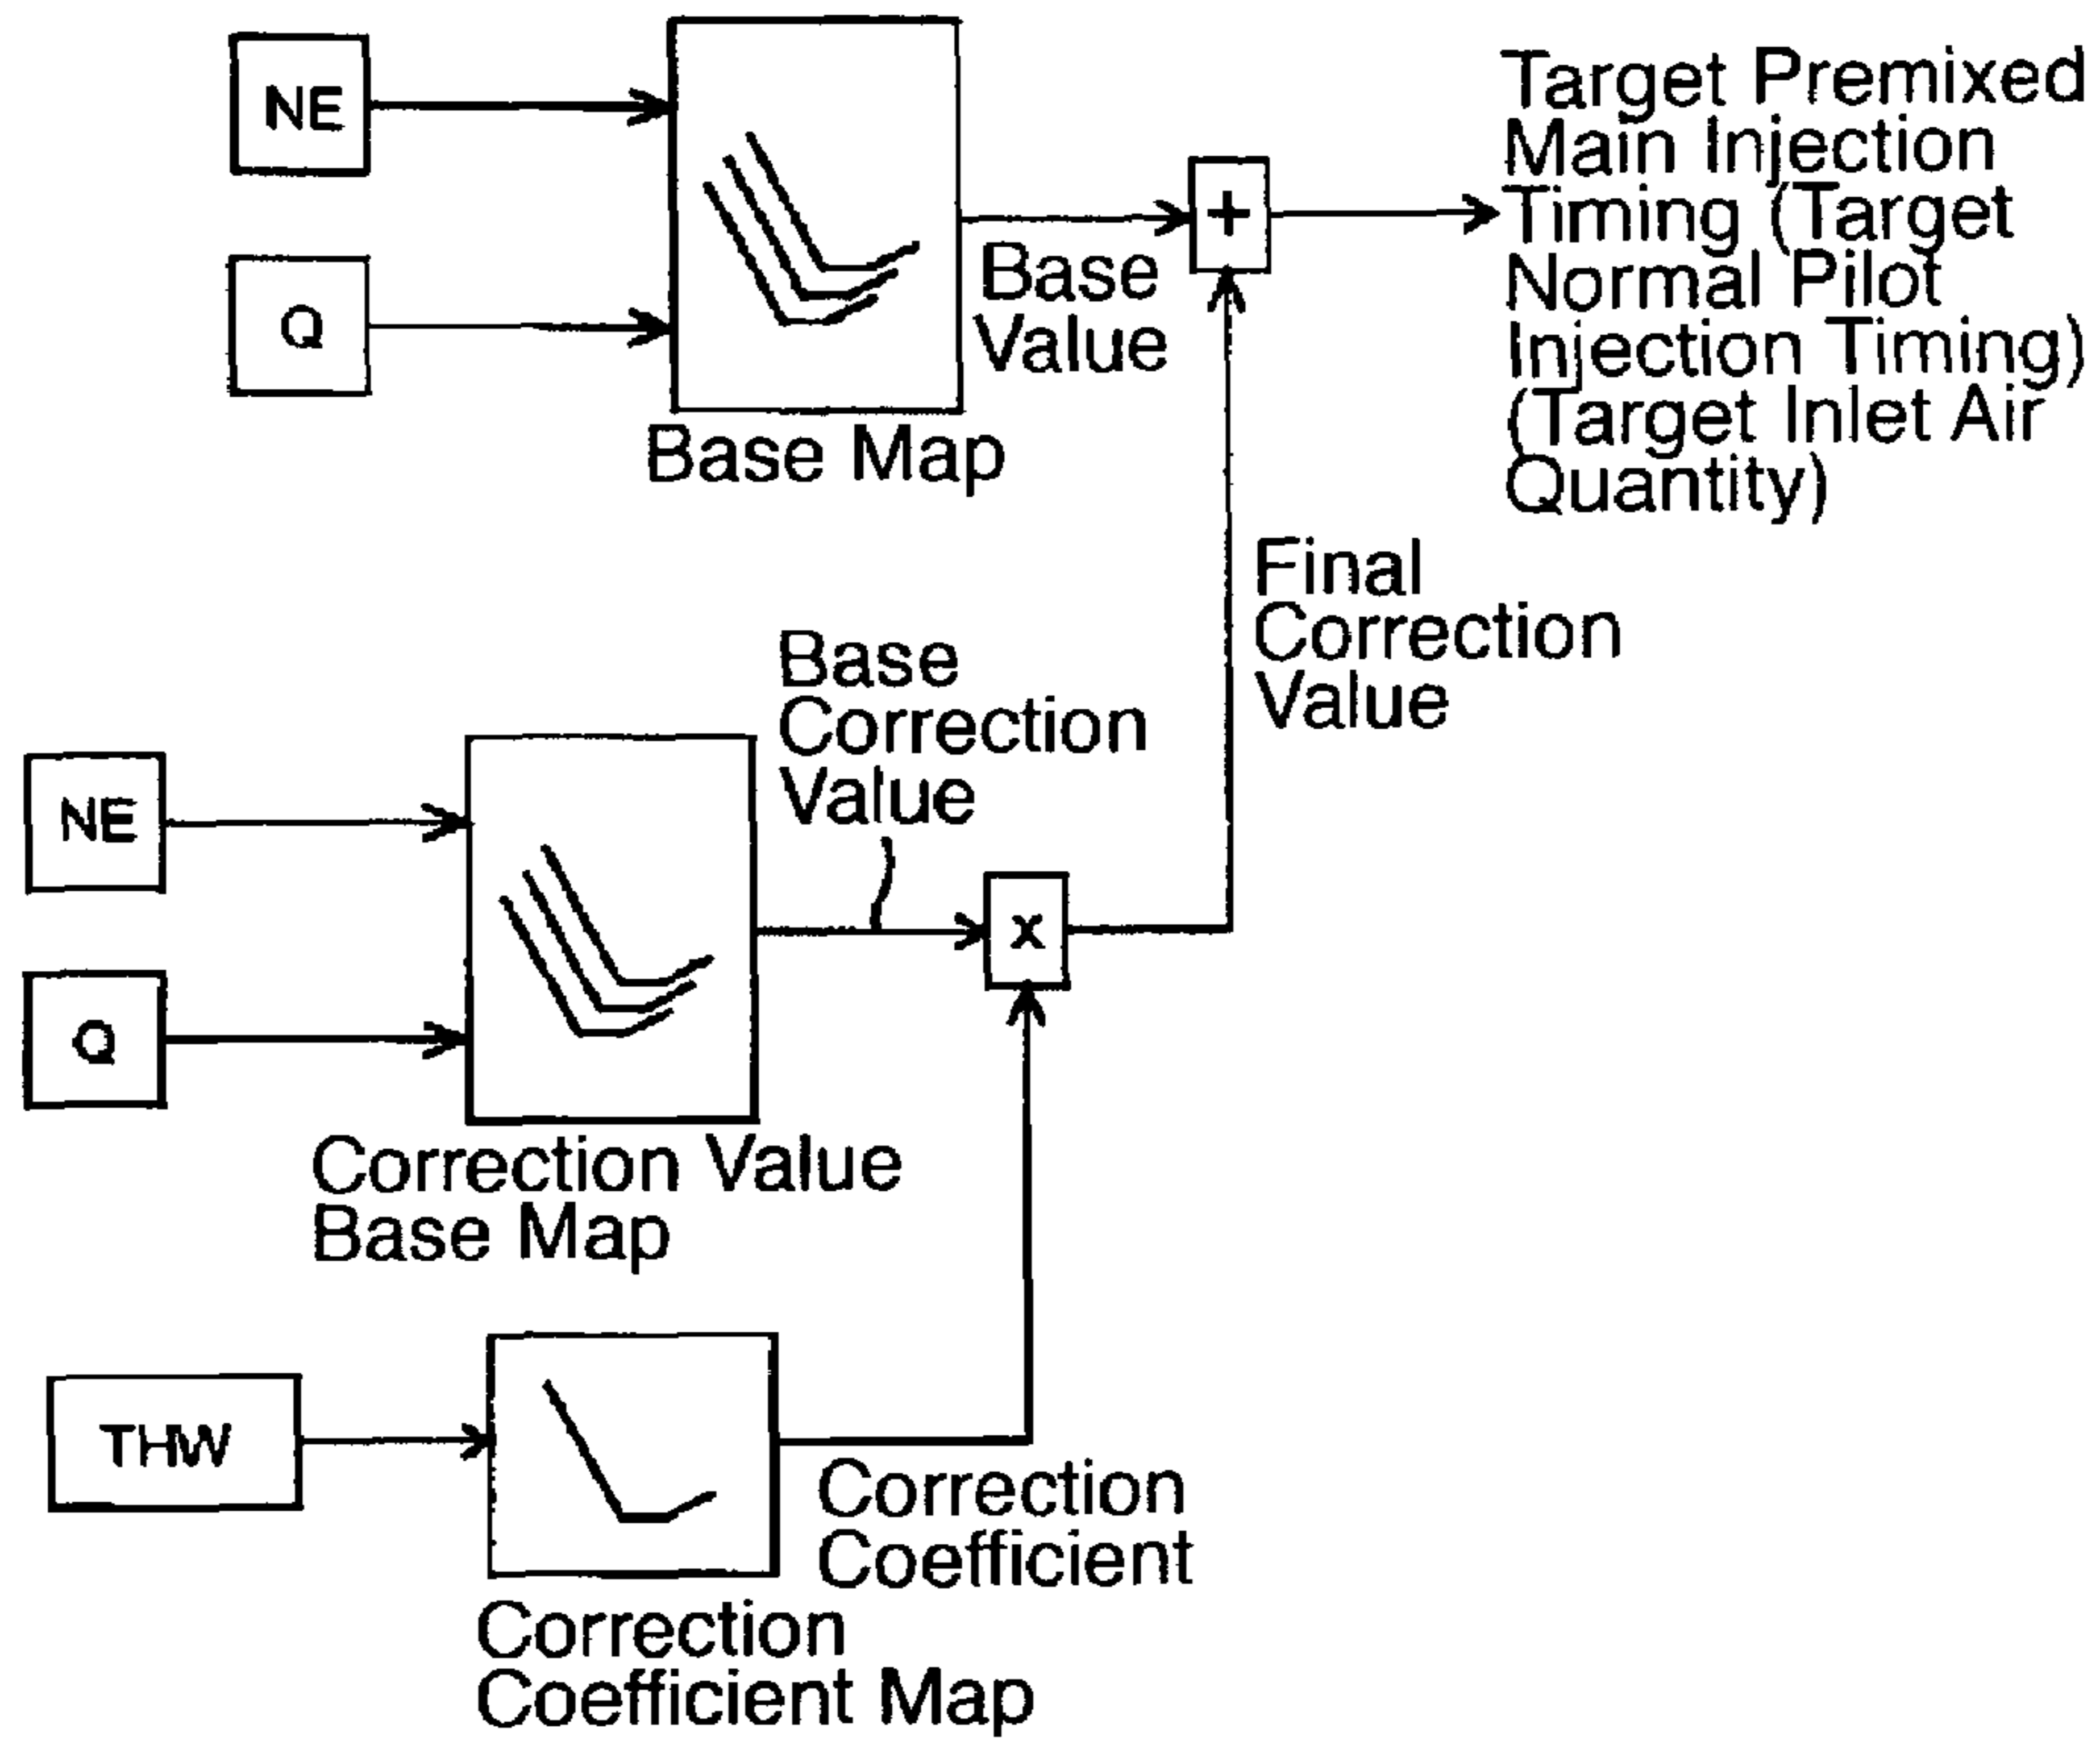 NE
Q
Base Map
Base
Value
+
Target Premixed
Main Injection
Timing (Target
Normal Pilot
Injection Timing)
(Target Inlet Air
Quantity)
Final
Correction
Value
NE
Q
Correction Value
Base Map
Base
Correction
Value
x
THW
Correction
Coefficient Map
Correction
Coefficient